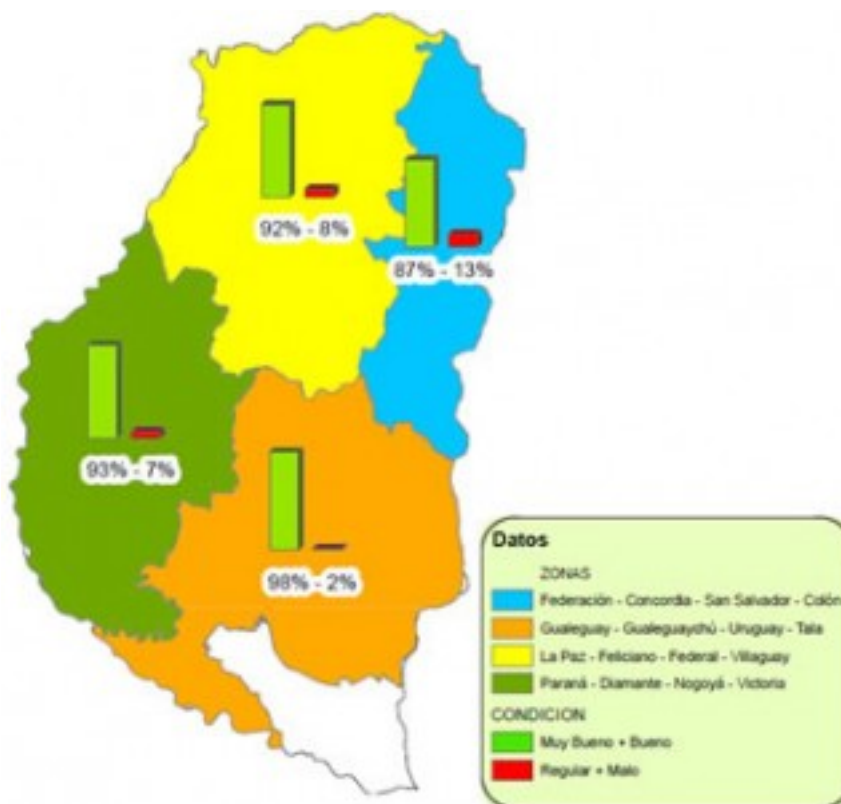 92% - 8%
87% - 13%
93% - 7%
98% - 2%
Datos
ZONAS
Federación - Concordia - San Salvador - Colón
Gualeguay - Gualeguaychú - Uruguay - Tala
La Paz - Feliciano - Federal - Villaguay
Paraná - Diamante - Nogoyá - Victoria
CONDICION
Muy Bueno + Bueno
Regular + Malo